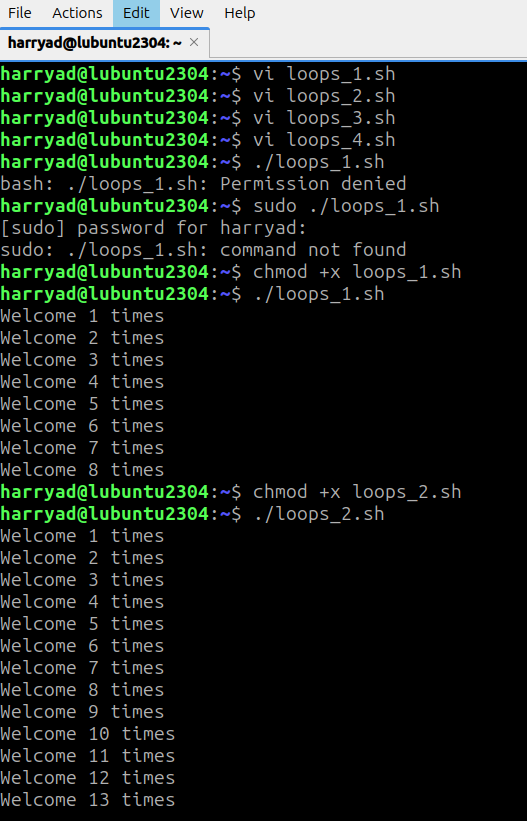 File Actions Edit View Help
harryad@lubuntu2304: ~ ×
harryad@lubuntu2304:~$ vi loops_1.sh
harryad@lubuntu2304:~$ vi loops_2.sh
harryad@lubuntu2304:~$ vi loops_3.sh
harryad@lubuntu2304:~$ vi loops_4.sh
harryad@lubuntu2304:~$ ./loops_1.sh
bash: ./loops_1.sh: Permission denied
harryad@lubuntu2304:~$ sudo ./loops_1.sh
[sudo] password for harryad:
sudo: ./loops_1.sh: command not found
harryad@lubuntu2304:~$ chmod +x loops_1.sh
harryad@lubuntu2304:~$ ./loops_1.sh
Welcome 1 times
Welcome 2 times
Welcome 3 times
Welcome 4 times
Welcome 5 times
Welcome 6 times
Welcome 7 times
Welcome 8 times
harryad@lubuntu2304:~$ chmod +x loops_2.sh
harryad@lubuntu2304:~$ ./loops_2.sh
Welcome 1 times
Welcome 2 times
Welcome 3 times
Welcome 4 times
Welcome 5 times
Welcome 6 times
Welcome 7 times
Welcome 8 times
Welcome 9 times
Welcome 10 times
Welcome 11 times
Welcome 12 times
Welcome 13 times